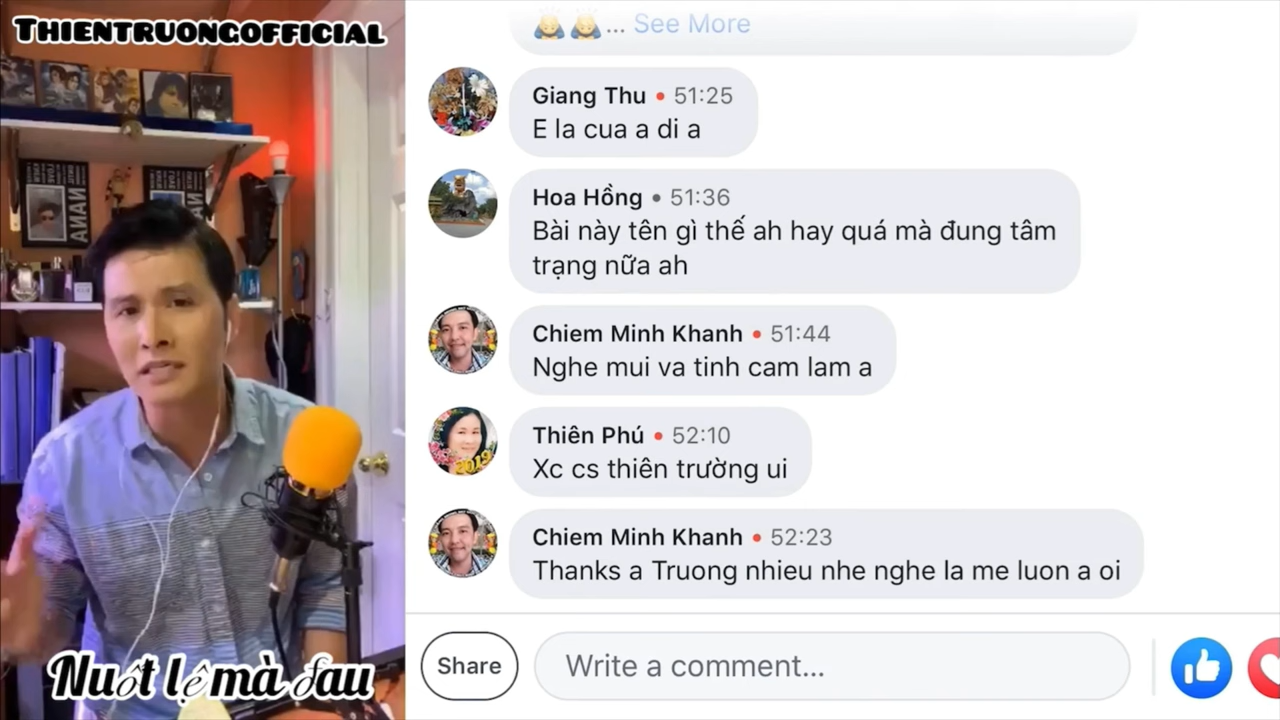 THIENTRUONGOFFICIAL
NANA
Nuốt lệ mà đau
... See More
Giang Thu • 51:25
E la cua a di a
Hoa Hồng • 51:36
Bài này tên gì thế ah hay quá mà đung tâm
trạng nữa ah
Chiem Minh Khanh • 51:44
Nghe mui va tinh cam lam a
Thiên Phú • 52:10
Xc cs thiên trường ui
2019
Chiem Minh Khanh • 52:23
Thanks a Truong nhieu nhe nghe la me luon a oi
Share
Write a comment...